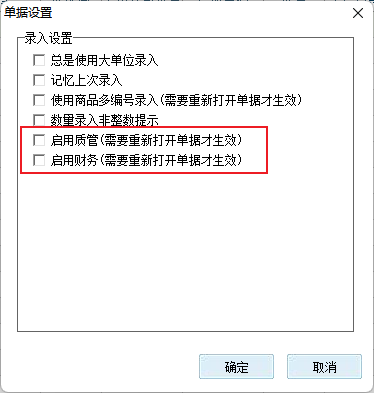 单据设置
录入设置
总是使用大单位录入
记忆上次录入
使用商品多编号录入(需要重新打开单据才生效)
数量录入非整数提示
启用质管(需要重新打开单据才生效)
启用财务(需要重新打开单据才生效)
确定
取消